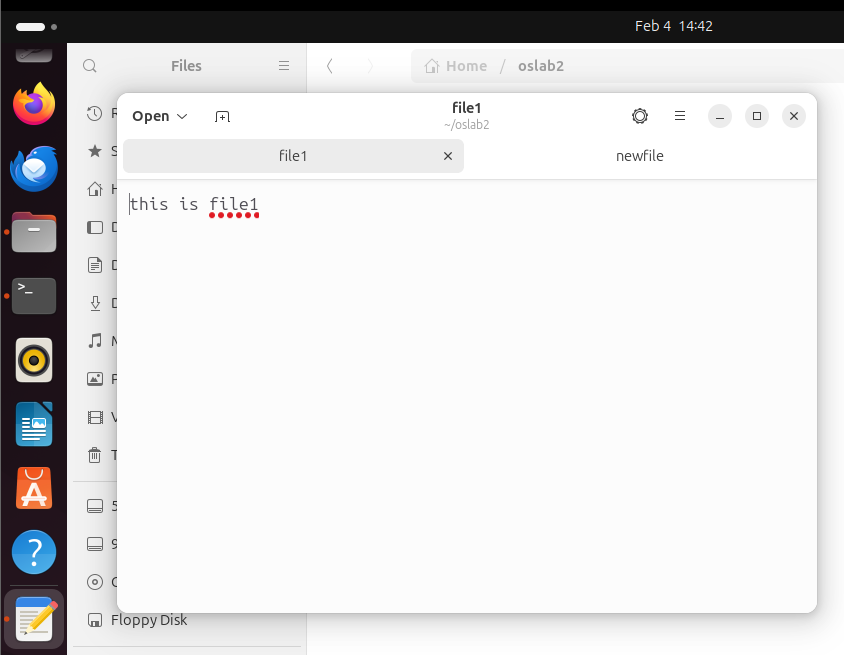 Feb 4 14:42
Files
Home / oslab2
Open
file1
~/oslab2
file1
newfile
this is file1
Floppy Disk